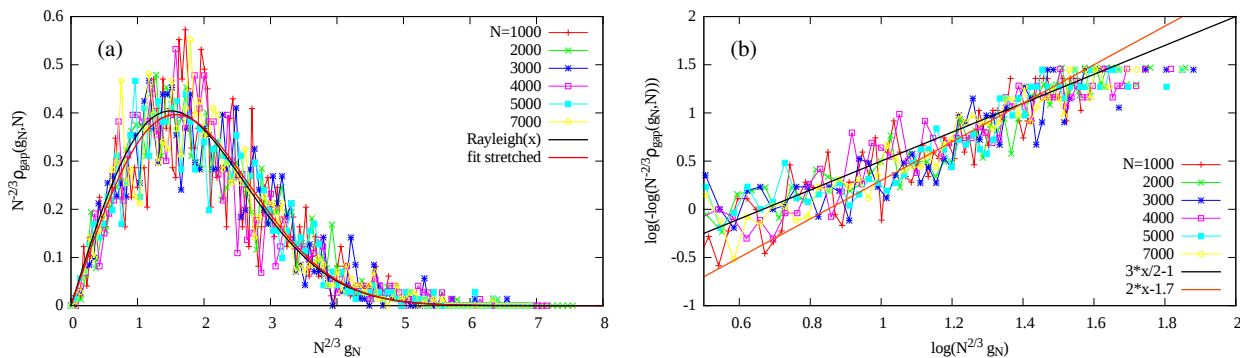 (a)
N=1000
2000
3000
4000
5000
7000
Rayleigh(x)
fit stretched
N^{-2/3} ρ_{gap}(g_N,N)
0.6
0.5
0.4
0.3
0.2
0.1
0
0 1 2 3 4 5 6 7 8
N^{2/3} g_N
(b)
N=1000
2000
3000
4000
5000
7000
3*x/2-1
2*x-1.7
log(-log(N^{-2/3}ρ_{gap}(g_N,N)))
2
1.5
1
0.5
0
-0.5
-1
0.6 0.8 1 1.2 1.4 1.6 1.8 2
log(N^{2/3} g_N)